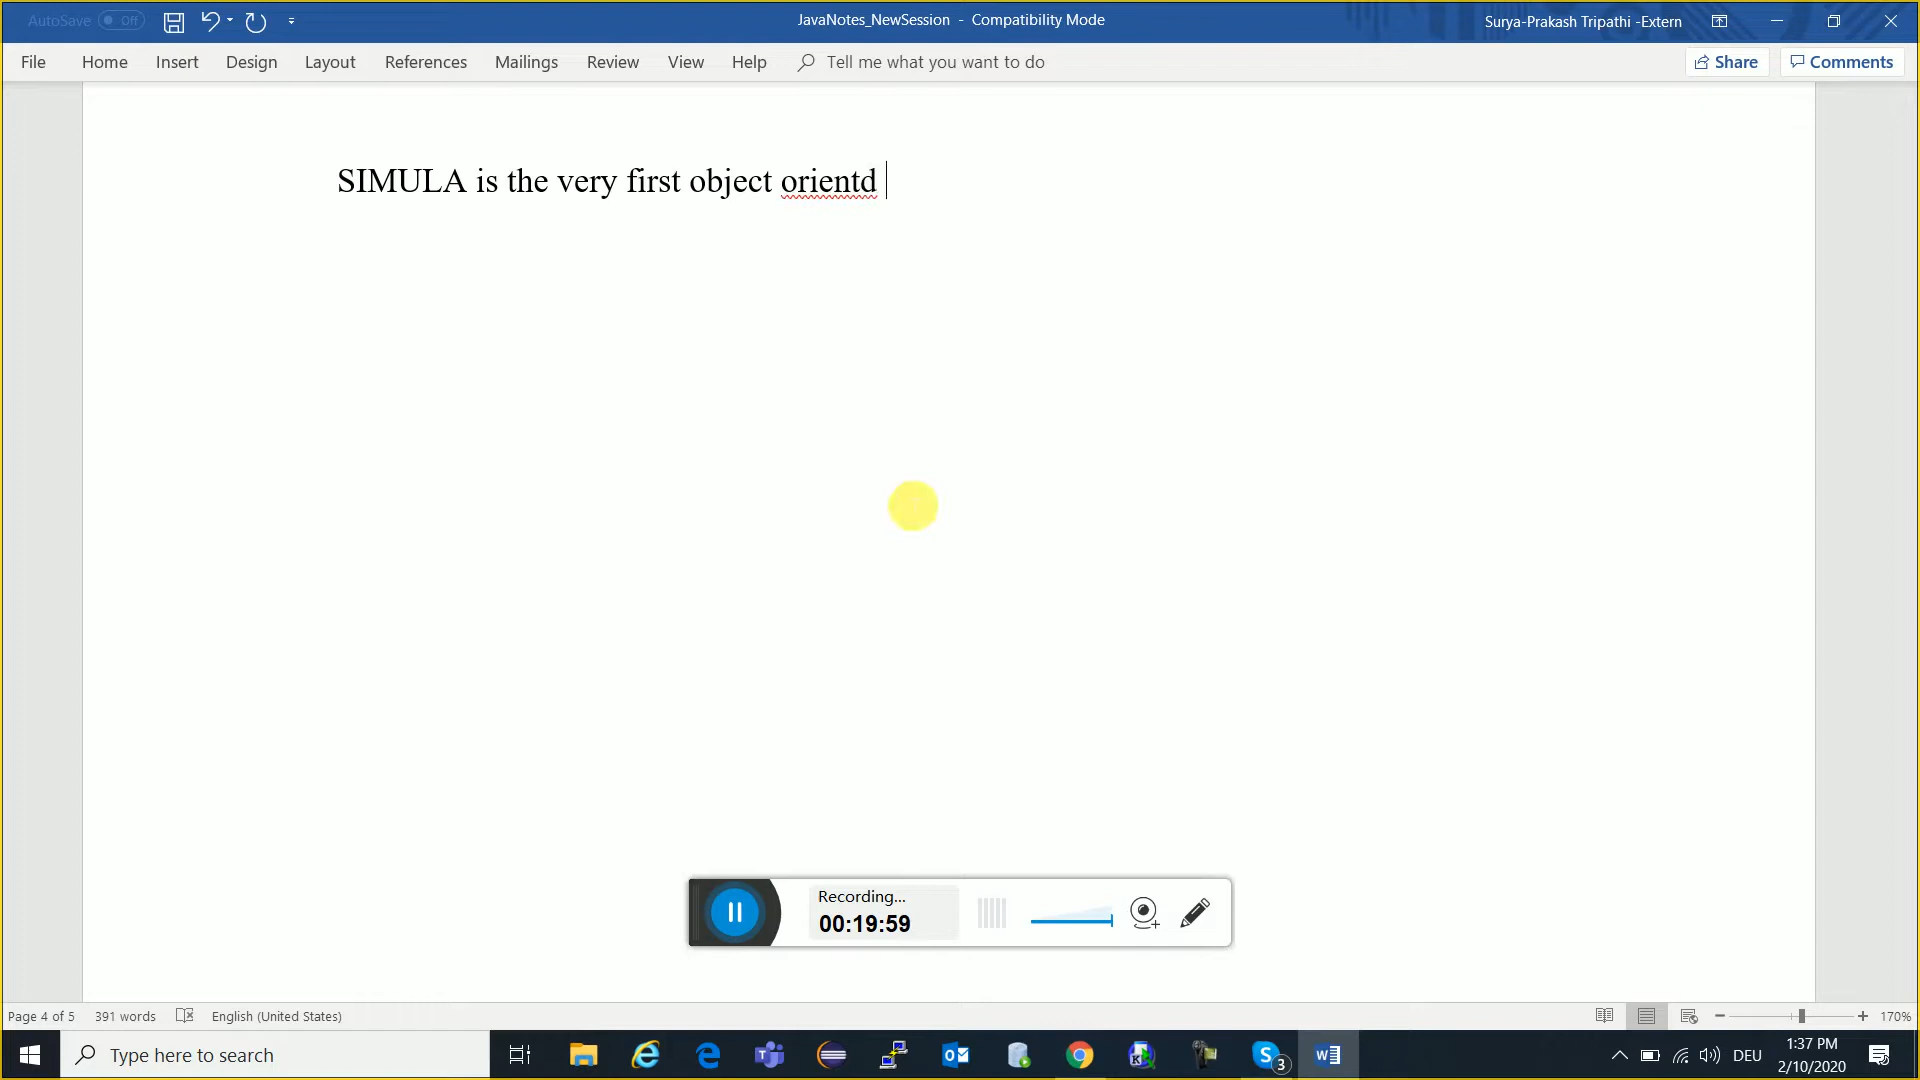 AutoSave Off
JavaNotes_NewSession - Compatibility Mode
Surya-Prakash Tripathi -Extern
File Home Insert Design Layout References Mailings Review View Help Tell me what you want to do
Share Comments
SIMULA is the very first object orientd
Recording...
00:19:59
Page 4 of 5 391 words English (United States) 170%
Type here to search
3
DEU
1:37 PM
2/10/2020